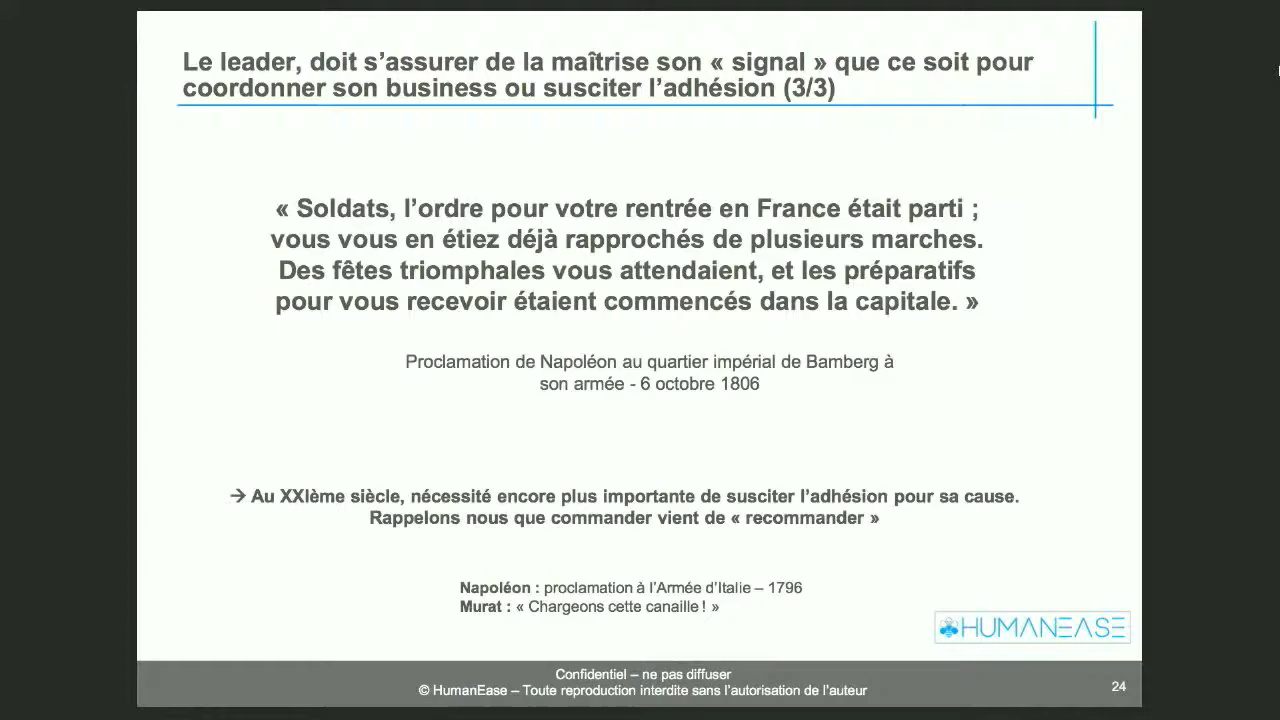 Le leader, doit s’assurer de la maîtrise son « signal » que ce soit pour
coordonner son business ou susciter l’adhésion (3/3)
« Soldats, l’ordre pour votre rentrée en France était parti ;
vous vous en étiez déjà rapprochés de plusieurs marches.
Des fêtes triomphales vous attendaient, et les préparatifs
pour vous recevoir étaient commencés dans la capitale. »
Proclamation de Napoléon au quartier impérial de Bamberg à
son armée - 6 octobre 1806
→ Au XXIème siècle, nécessité encore plus importante de susciter l’adhésion pour sa cause.
Rappelons nous que commander vient de « recommander »
Napoléon : proclamation à l’Armée d’Italie – 1796
Murat : « Chargeons cette canaille ! »
HUMANEASE
Confidentiel – ne pas diffuser
© HumanEase – Toute reproduction interdite sans l’autorisation de l’auteur
24